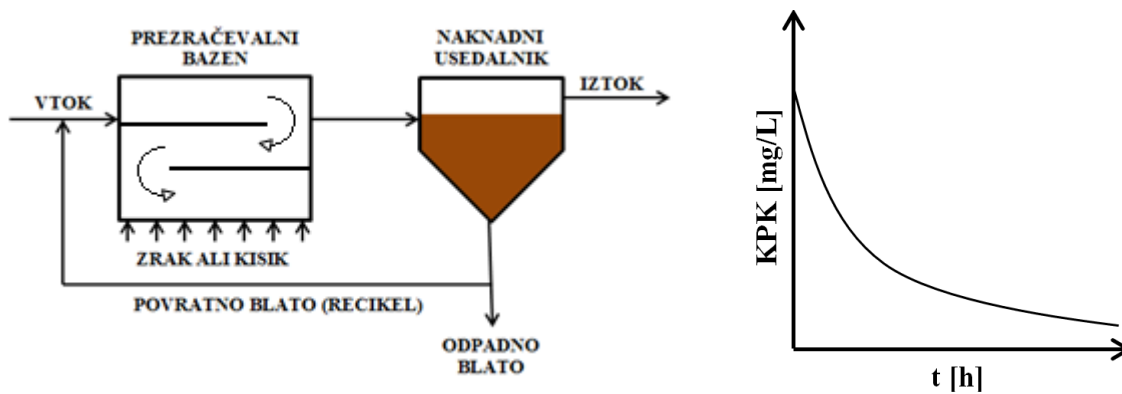 PREZRAČEVALNI
BAZEN
NAKNADNI
USEDALNIK
VTOK
IZTOK
ZRAK ALI KISIK
POVRATNO BLATO (RECIKEL)
ODPADNO
BLATO
KPK [mg/L]
t [h]